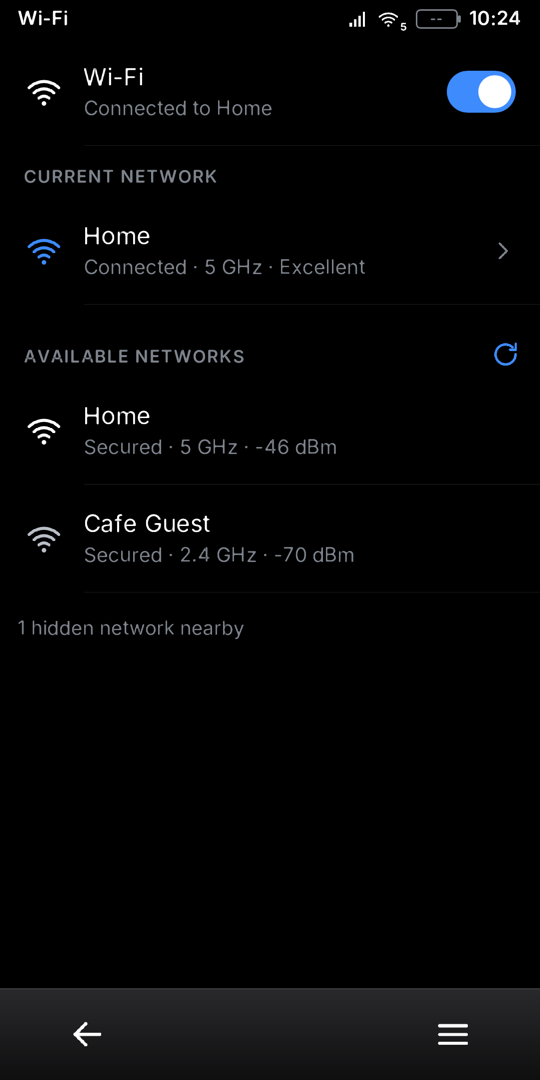 Wi-Fi
5
--
10:24
Wi-Fi
Connected to Home
CURRENT NETWORK
Home
Connected · 5 GHz · Excellent
AVAILABLE NETWORKS
Home
Secured · 5 GHz · -46 dBm
Cafe Guest
Secured · 2.4 GHz · -70 dBm
1 hidden network nearby